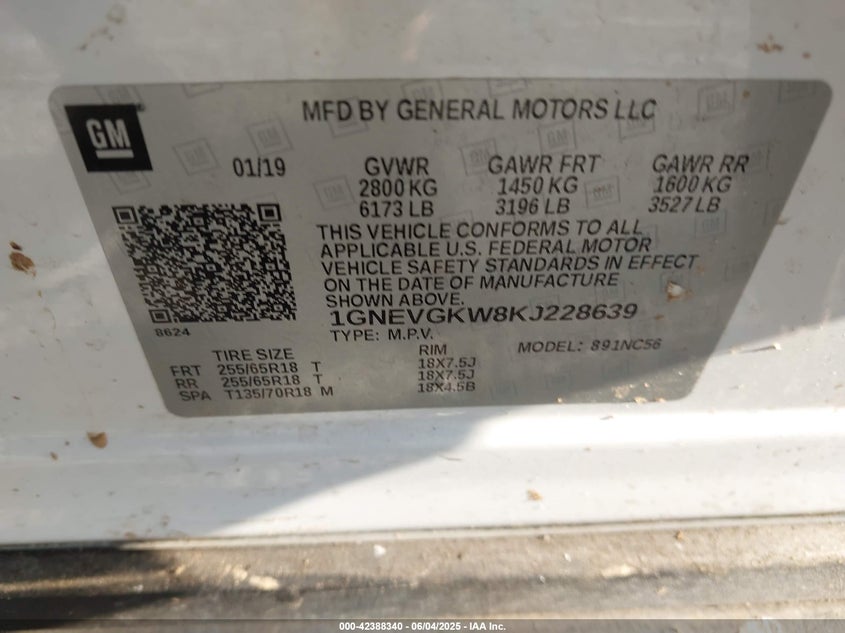 GM
MFD BY GENERAL MOTORS LLC
01/19 GVWR GAWR FRT GAWR RR
2800 KG 1450 KG 1600 KG
6173 LB 3196 LB 3527 LB
THIS VEHICLE CONFORMS TO ALL
APPLICABLE U.S. FEDERAL MOTOR
VEHICLE SAFETY STANDARDS IN EFFECT
ON THE DATE OF MANUFACTURE
SHOWN ABOVE.
1GNEVGKW8KJ228639
8624
TYPE: M.P.V. MODEL: 891NC56
TIRE SIZE RIM
FRT 255/65R18 T 18X7.5J
RR 255/65R18 T 18X7.5J
SPA T135/70R18 M 18X4.5B
000-42388340 - 06/04/2025 - IAA Inc.